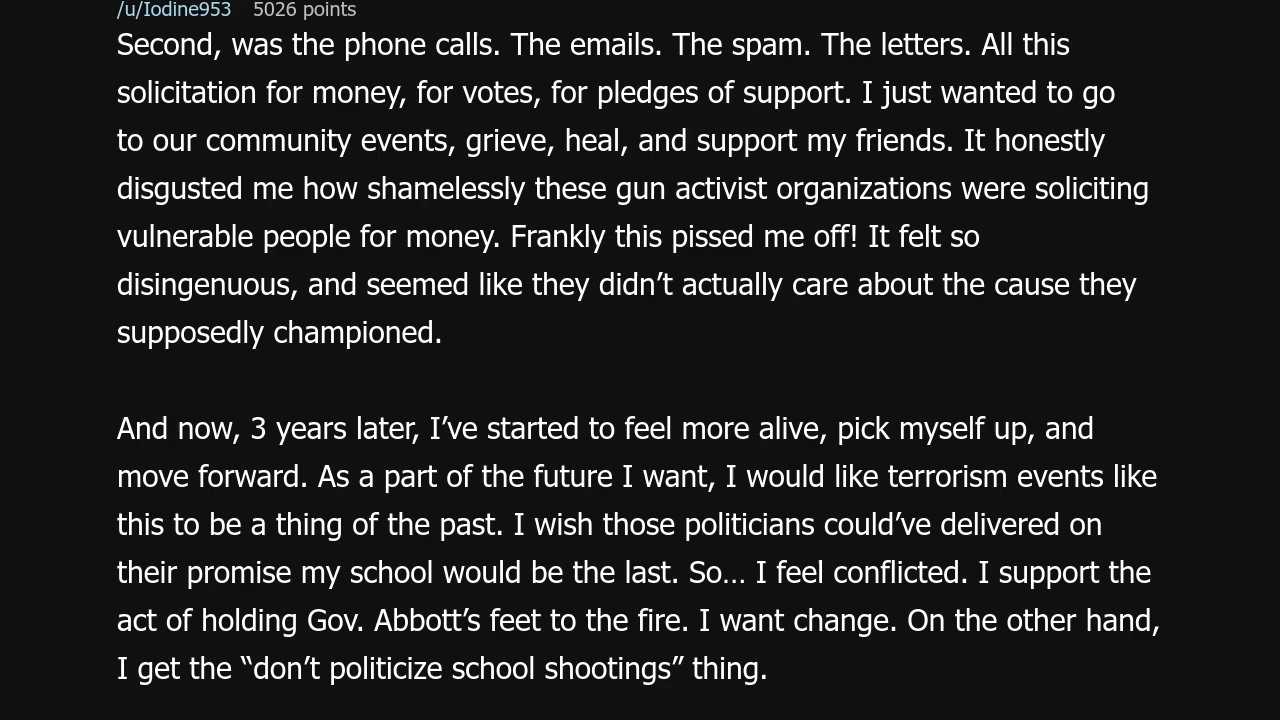 /u/Iodine953 5026 points
Second, was the phone calls. The emails. The spam. The letters. All this
solicitation for money, for votes, for pledges of support. I just wanted to go
to our community events, grieve, heal, and support my friends. It honestly
disgusted me how shamelessly these gun activist organizations were soliciting
vulnerable people for money. Frankly this pissed me off! It felt so
disingenuous, and seemed like they didn’t actually care about the cause they
supposedly championed.
And now, 3 years later, I’ve started to feel more alive, pick myself up, and
move forward. As a part of the future I want, I would like terrorism events like
this to be a thing of the past. I wish those politicians could’ve delivered on
their promise my school would be the last. So… I feel conflicted. I support the
act of holding Gov. Abbott’s feet to the fire. I want change. On the other hand,
I get the “don’t politicize school shootings” thing.